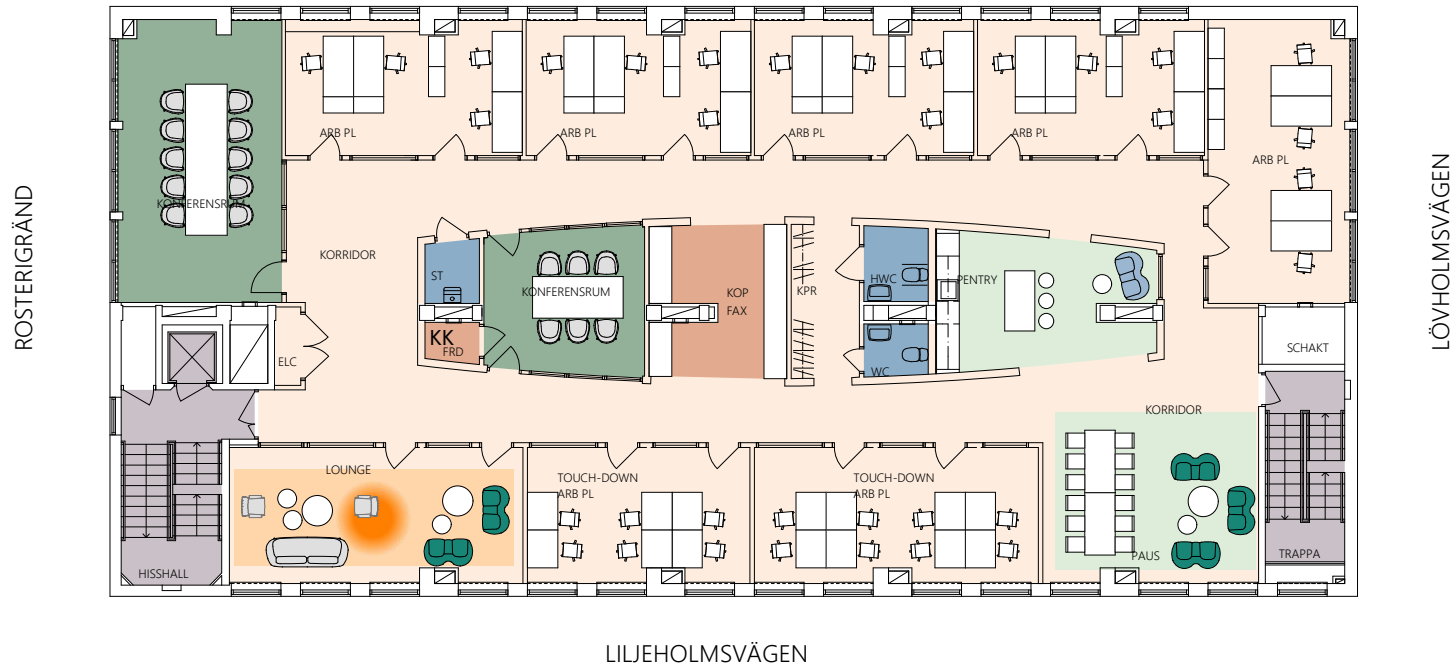 ROSTERIGRÄND
LÖVHOLMSVÄGEN
LILJEHOLMSVÄGEN
ARB PL
ARB PL
ARB PL
ARB PL
ARB PL
KONFERENSRUM
KORRIDOR
ST
KONFERENSRUM
KOP
FAX
KPR
HWC
PENTRY
KK
FRD
ELC
WC
SCHAKT
KORRIDOR
LOUNGE
TOUCH-DOWN
ARB PL
TOUCH-DOWN
ARB PL
PAUS
TRAPPA
HISSHALL